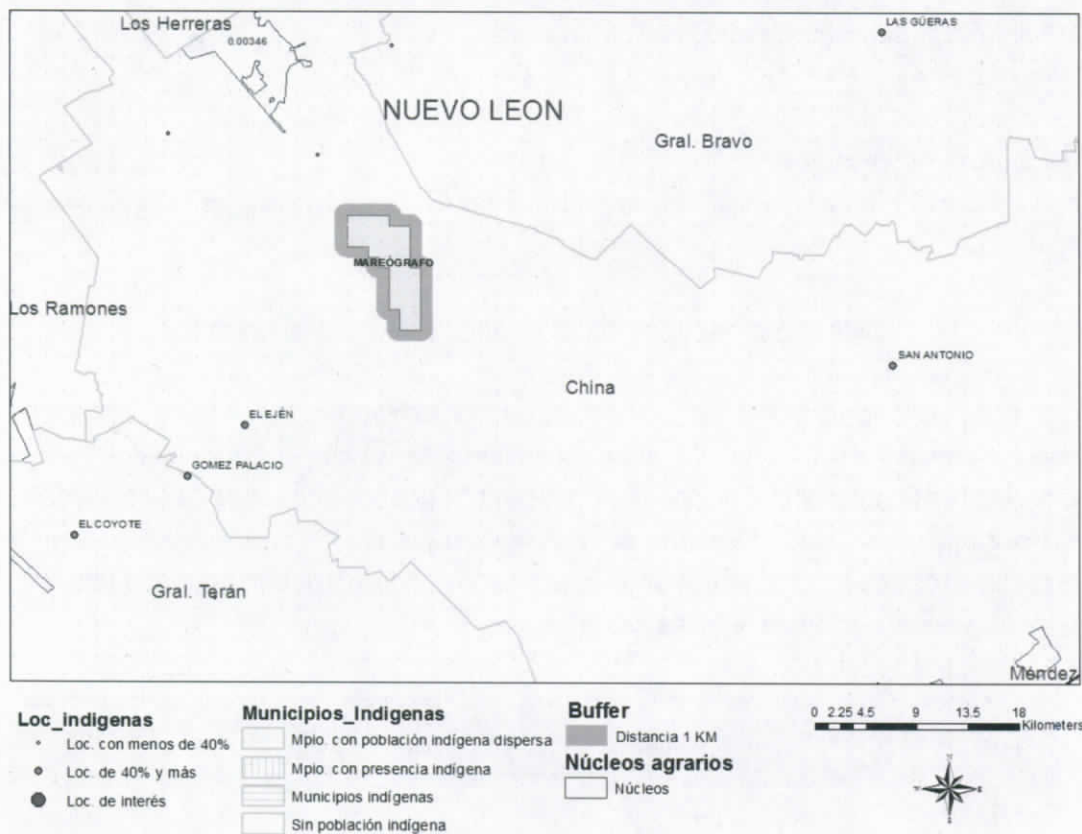 Los Herreras
0.00346
LAS GÜERAS
NUEVO LEON
Gral. Bravo
MAREÓGRAFO
Los Ramones
SAN ANTONIO
China
EL EJÉN
GOMEZ PALACIO
EL COYOTE
Gral. Terán
Méndez
Loc_indigenas
Loc. con menos de 40%
Loc. de 40% y más
Loc. de interés
Municipios_Indigenas
Mpio. con población indígena dispersa
Mpio. con presencia indígena
Municipios indígenas
Sin población indígena
Buffer
Distancia 1 KM
Núcleos agrarios
Núcleos
0 2.25 4.5 9 13.5 18
Kilometers